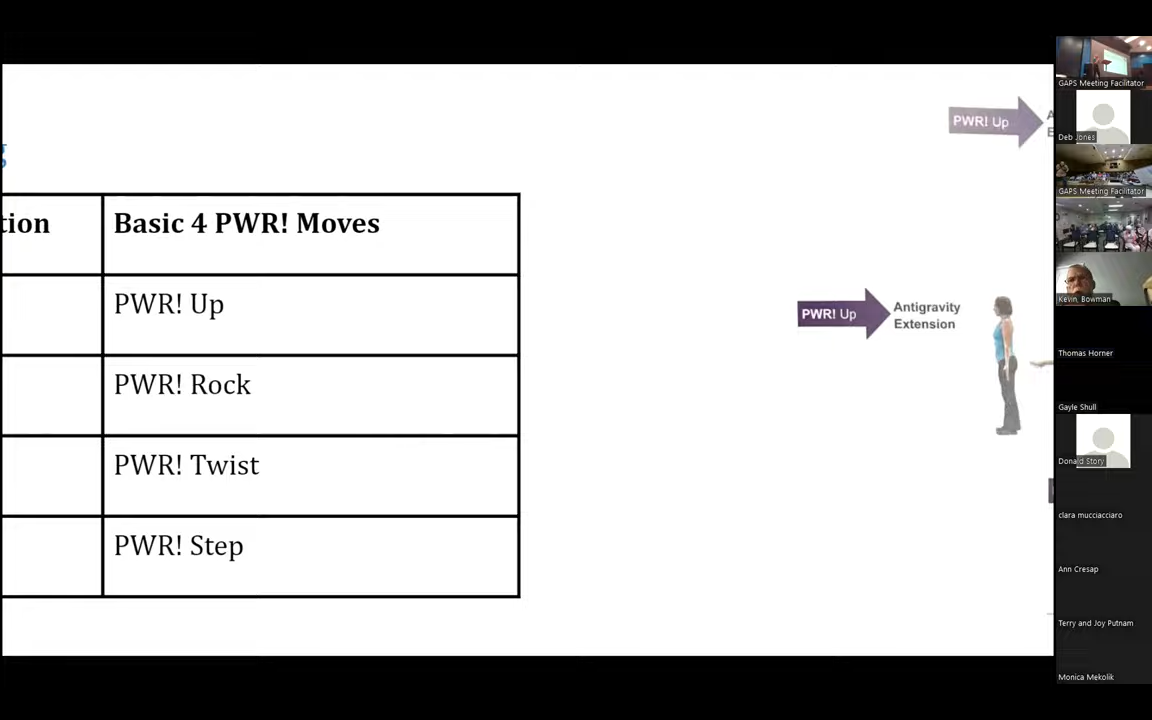 PWR! Up
tion
Basic 4 PWR! Moves
PWR! Up
PWR! Rock
PWR! Twist
PWR! Step
PWR! Up
Antigravity
Extension
GAPS Meeting Facilitator
Deb Jones
GAPS Meeting Facilitator
Kevin, Bowman
Thomas Horner
Gayle Shull
Donald Story
clara mucciacciaro
Ann Cresap
Terry and Joy Putnam
Monica Mekolik